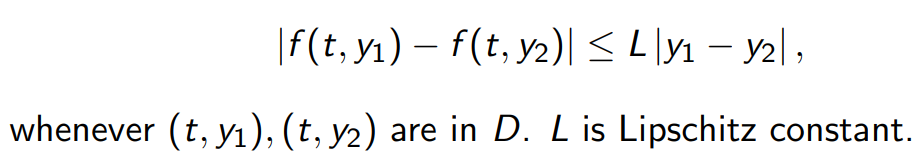 |f(t, y₁) − f(t, y₂)| ≤ L |y₁ − y₂| ,
whenever (t, y₁), (t, y₂) are in D. L is Lipschitz constant.